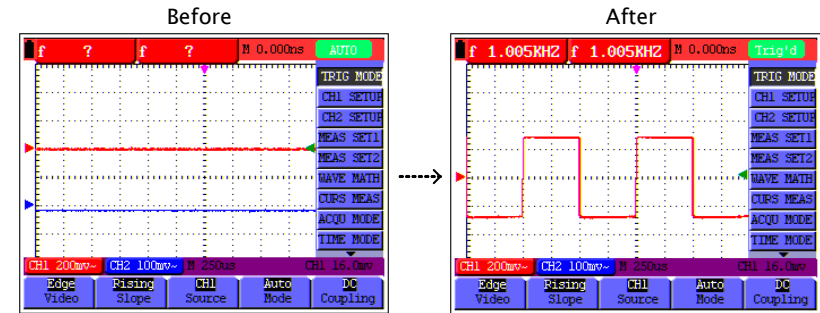 Before
f ? f ? M 0.000ns AUTO
TRIG MODE
CH1 SETUP
CH2 SETUP
MEAS SET1
MEAS SET2
WAVE MATH
CURS MEAS
ACQU MODE
TIME MODE
CH1 200mv~ CH2 100mv~ M 250us CH1 16.0mv
Edge Rising CH1 Auto DC
Video Slope Source Mode Coupling
After
f 1.005KHZ f 1.005KHZ M 0.000ns Trig'd
TRIG MODE
CH1 SETUP
CH2 SETUP
MEAS SET1
MEAS SET2
WAVE MATH
CURS MEAS
ACQU MODE
TIME MODE
CH1 200mv~ CH2 100mv~ M 250us CH1 16.0mv
Edge Rising CH1 Auto DC
Video Slope Source Mode Coupling